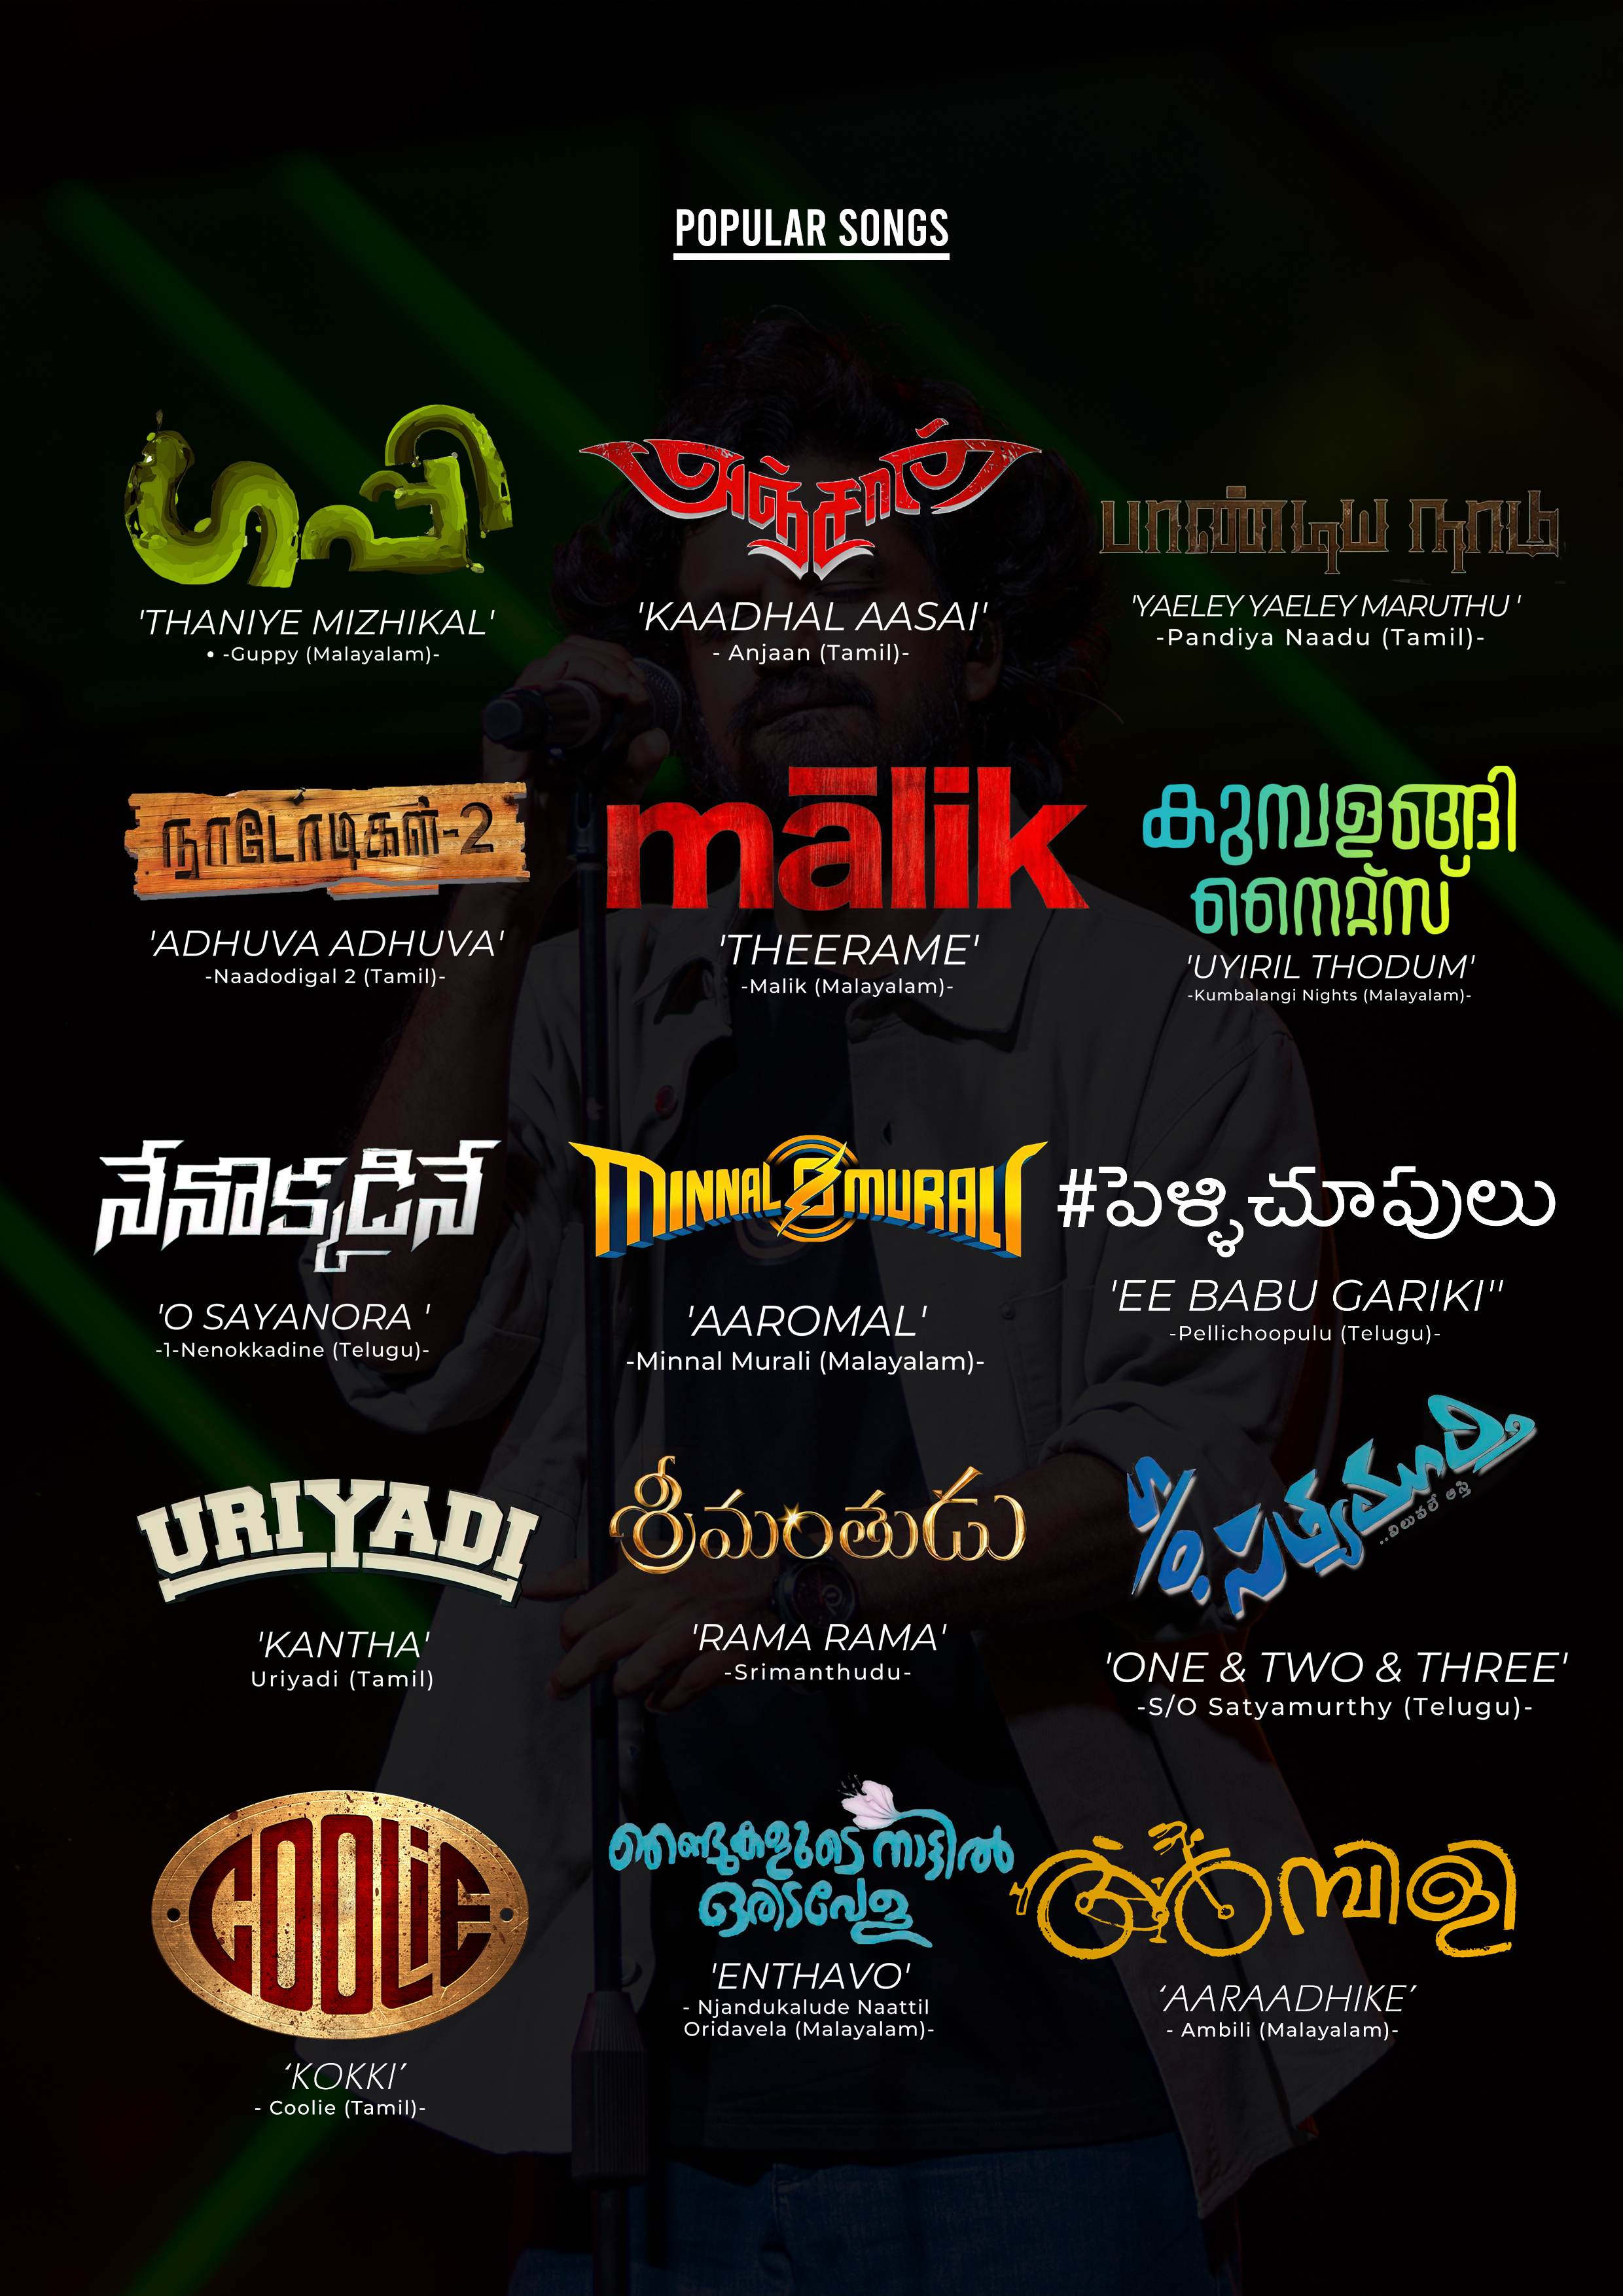 POPULAR SONGS
ഗപ്പി
'THANIYE MIZHIKAL'
• -Guppy (Malayalam)-
அஞ்சான்
'KAADHAL AASAI'
- Anjaan (Tamil)-
பாண்டிய நாடு
'YAELEY YAELEY MARUTHU '
-Pandiya Naadu (Tamil)-
நாடோடிகள்-2
'ADHUVA ADHUVA'
-Naadodigal 2 (Tamil)-
mālik
'THEERAME'
-Malik (Malayalam)-
കുമ്പളങ്ങി
നൈറ്റ്സ്
'UYIRIL THODUM'
-Kumbalangi Nights (Malayalam)-
నేనొక్కడినే
'O SAYANORA '
-1-Nenokkadine (Telugu)-
MINNAL MURALI
'AAROMAL'
-Minnal Murali (Malayalam)-
#పెళ్ళిచూపులు
'EE BABU GARIKI''
-Pellichoopulu (Telugu)-
URIYADI
'KANTHA'
Uriyadi (Tamil)
శ్రీమంతుడు
'RAMA RAMA'
-Srimanthudu-
S/O. సత్యమూర్తి
..విలువలే ఆస్తి
'ONE & TWO & THREE'
-S/O Satyamurthy (Telugu)-
COOLiE
‘KOKKI’
- Coolie (Tamil)-
ഞണ്ടുകളുടെ നാട്ടിൽ
ഒരിടവേള
'ENTHAVO'
- Njandukalude Naattil
Oridavela (Malayalam)-
അമ്പിളി
‘AARAADHIKE’
- Ambili (Malayalam)-